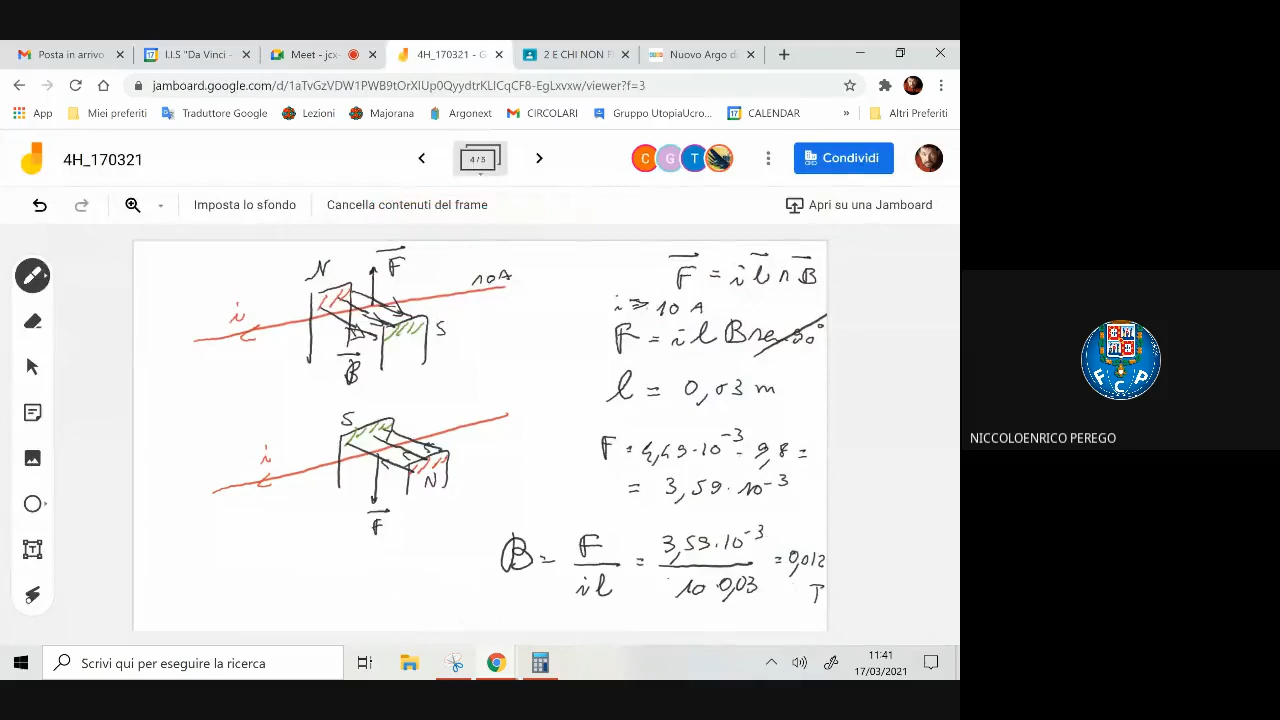 Posta in arrivo
I.I.S "Da Vinci -
Meet - jcx-
4H_170321 - G
2 E CHI NON F
Nuovo Argo d
jamboard.google.com/d/1aTvGzVDW1PWB9tOrXIUp0QyydtrKLICqCF8-EgLxvxw/viewer?f=3
App
Miei preferiti
Traduttore Google
Lezioni
Majorana
Argonext
CIRCOLARI
Gruppo UtopiaUcro...
CALENDAR
»
Altri Preferiti
4H_170321
4 / 5
C G T
Condividi
Imposta lo sfondo
Cancella contenuti del frame
Apri su una Jamboard
N
F
10 A
i
S
B
S
i
N
F
F = i l ∧ B
i = 10 A
F = i l B
l = 0,03 m
= 3,59·10-3
B = F / i l = 3,59·10-3 / 10·0,03 = 0,012
T
F C P
NICCOLOENRICO PEREGO
Scrivi qui per eseguire la ricerca
11:41
17/03/2021